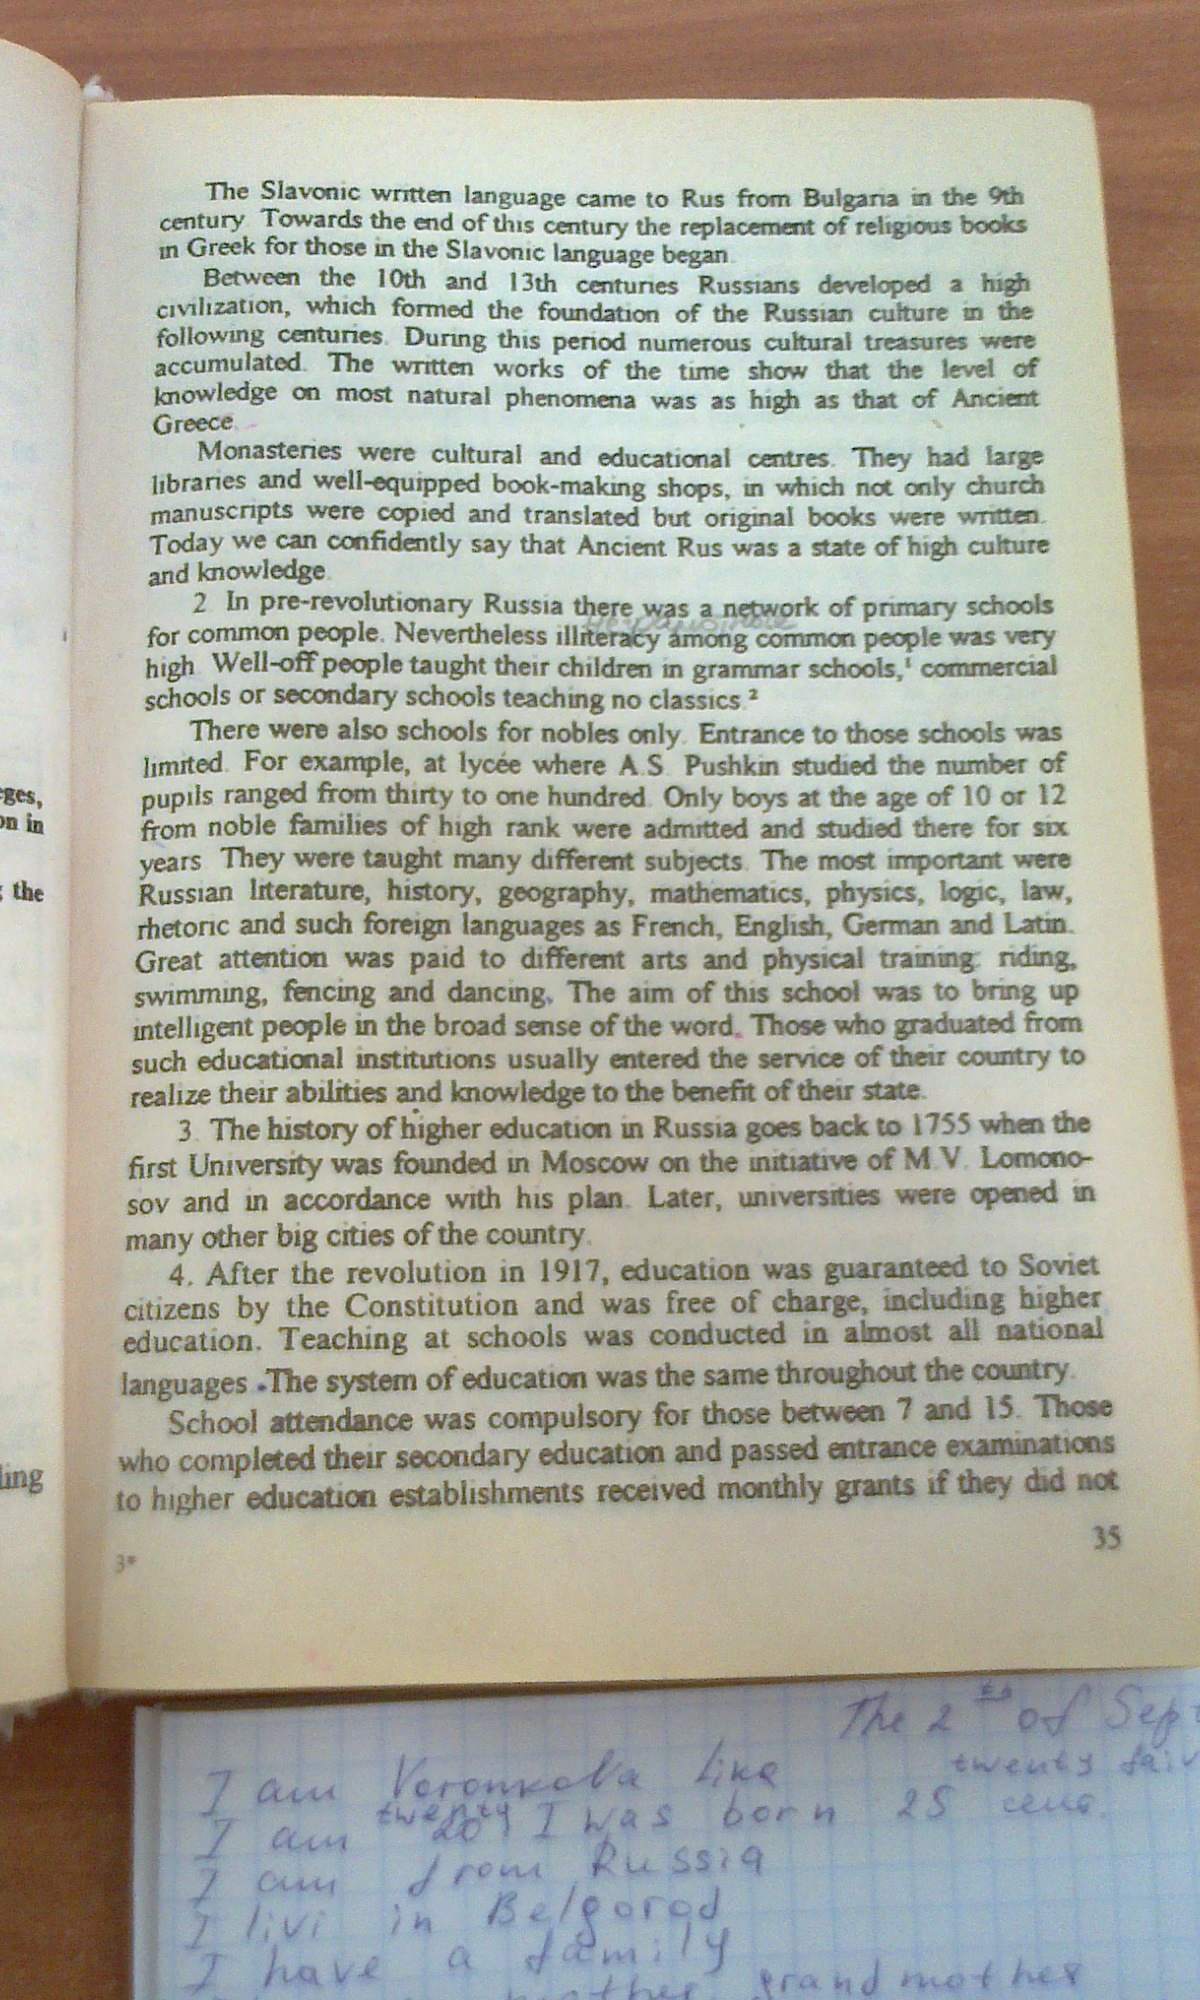 The Slavonic written language came to Rus from Bulgaria in the 9th
century Towards the end of this century the replacement of religious books
in Greek for those in the Slavonic language began.
Between the 10th and 13th centuries Russians developed a high
civilization, which formed the foundation of the Russian culture in the
following centuries. During this period numerous cultural treasures were
accumulated. The written works of the time show that the level of
knowledge on most natural phenomena was as high as that of Ancient
Greece.
Monasteries were cultural and educational centres. They had large
libraries and well-equipped book-making shops, in which not only church
manuscripts were copied and translated but original books were written.
Today we can confidently say that Ancient Rus was a state of high culture
and knowledge.
2 In pre-revolutionary Russia there was a network of primary schools
for common people. Nevertheless illiteracy among common people was very
high. Well-off people taught their children in grammar schools,¹ commercial
schools or secondary schools teaching no classics.²
There were also schools for nobles only. Entrance to those schools was
limited. For example, at lycée where A.S. Pushkin studied the number of
pupils ranged from thirty to one hundred. Only boys at the age of 10 or 12
from noble families of high rank were admitted and studied there for six
years They were taught many different subjects. The most important were
Russian literature, history, geography, mathematics, physics, logic, law,
rhetoric and such foreign languages as French, English, German and Latin.
Great attention was paid to different arts and physical training: riding,
swimming, fencing and dancing. The aim of this school was to bring up
intelligent people in the broad sense of the word. Those who graduated from
such educational institutions usually entered the service of their country to
realize their abilities and knowledge to the benefit of their state.
3. The history of higher education in Russia goes back to 1755 when the
first University was founded in Moscow on the initiative of M.V. Lomono-
sov and in accordance with his plan. Later, universities were opened in
many other big cities of the country.
4. After the revolution in 1917, education was guaranteed to Soviet
citizens by the Constitution and was free of charge, including higher
education. Teaching at schools was conducted in almost all national
languages .The system of education was the same throughout the country.
School attendance was compulsory for those between 7 and 15. Those
who completed their secondary education and passed entrance examinations
to higher education establishments received monthly grants if they did not
35
3*
eges,
on in
the
ling
The 2 of Sept
I am Voronkova
twenty
twenty
I am 20 I was born 25
I am from Russia
I livi in Belgorod
I have a family
mother, grandmother